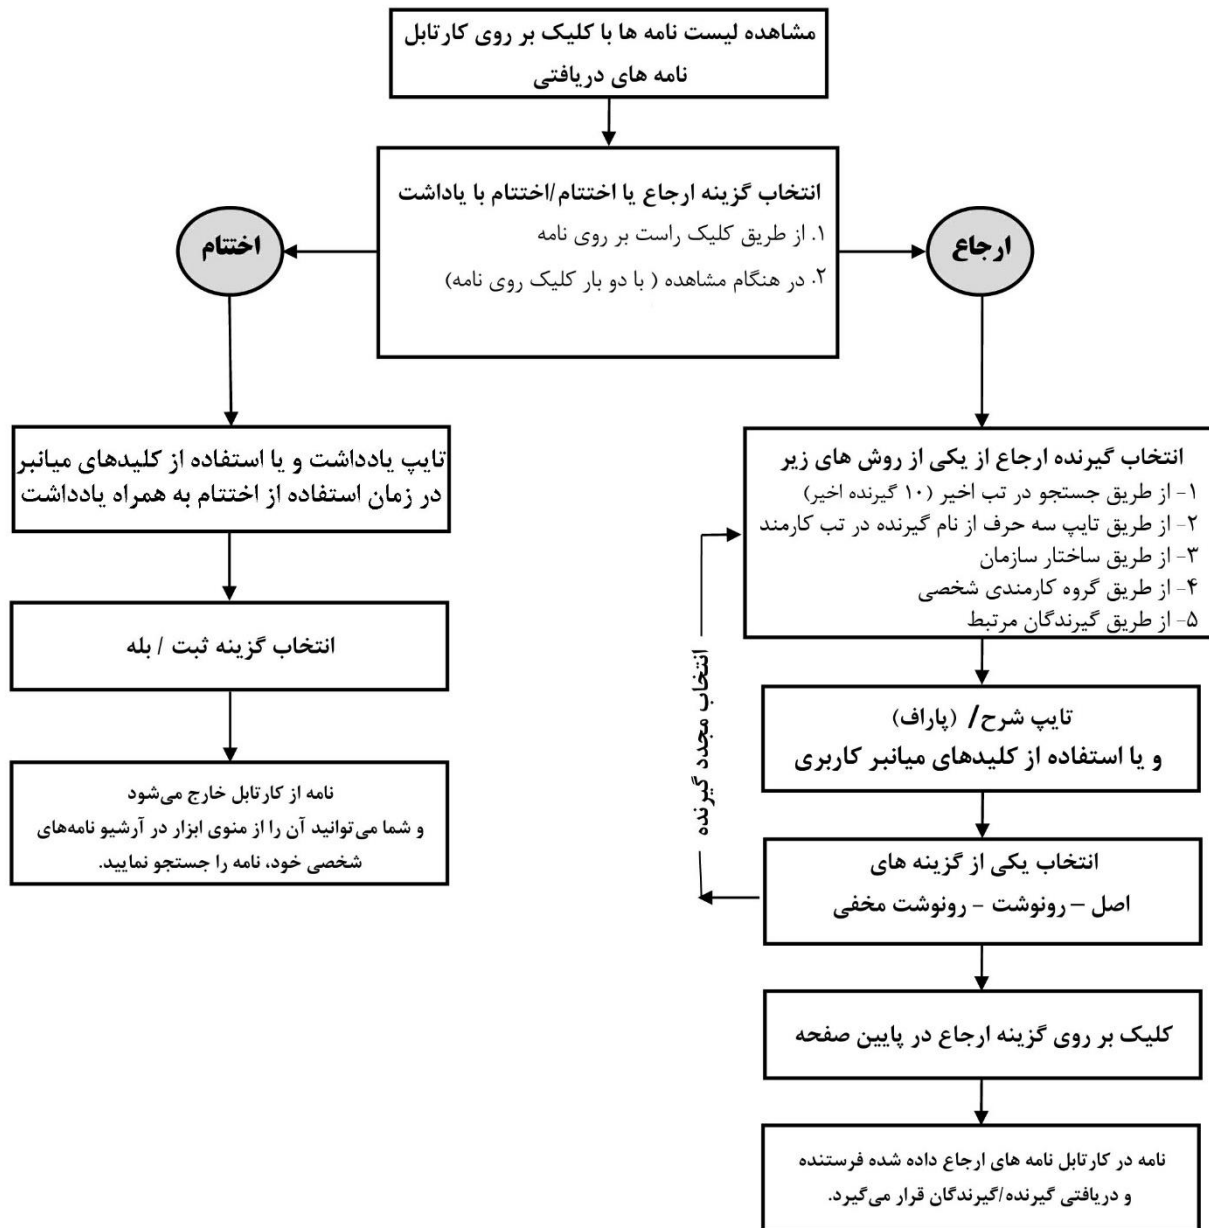 مشاهده لیست نامه ها با کلیک بر روی کارتابل
نامه های دریافتی
انتخاب گزینه ارجاع یا اختتام/اختتام با یاداشت
۱. از طریق کلیک راست بر روی نامه
۲. در هنگام مشاهده ( با دو بار کلیک روی نامه)
ارجاع
اختتام
انتخاب گیرنده ارجاع از یکی از روش های زیر
۱- از طریق جستجو در تب اخیر (۱۰ گیرنده اخیر)
۲- از طریق تایپ سه حرف از نام گیرنده در تب کارمند
۳- از طریق ساختار سازمان
۴- از طریق گروه کارمندی شخصی
۵- از طریق گیرندگان مرتبط
تایپ شرح/ (پاراف)
و یا استفاده از کلیدهای میانبر کاربری
انتخاب یکی از گزینه های
اصل – رونوشت - رونوشت مخفی
انتخاب مجدد گیرنده
کلیک بر روی گزینه ارجاع در پایین صفحه
نامه در کارتابل نامه های ارجاع داده شده فرستنده
و دریافتی گیرنده/گیرندگان قرار می‌گیرد.
تایپ یادداشت و یا استفاده از کلیدهای میانبر
در زمان استفاده از اختتام به همراه یادداشت
انتخاب گزینه ثبت / بله
نامه از کارتابل خارج می‌شود
و شما می‌توانید آن را از منوی ابزار در آرشیو نامه‌های
شخصی خود، نامه را جستجو نمایید.